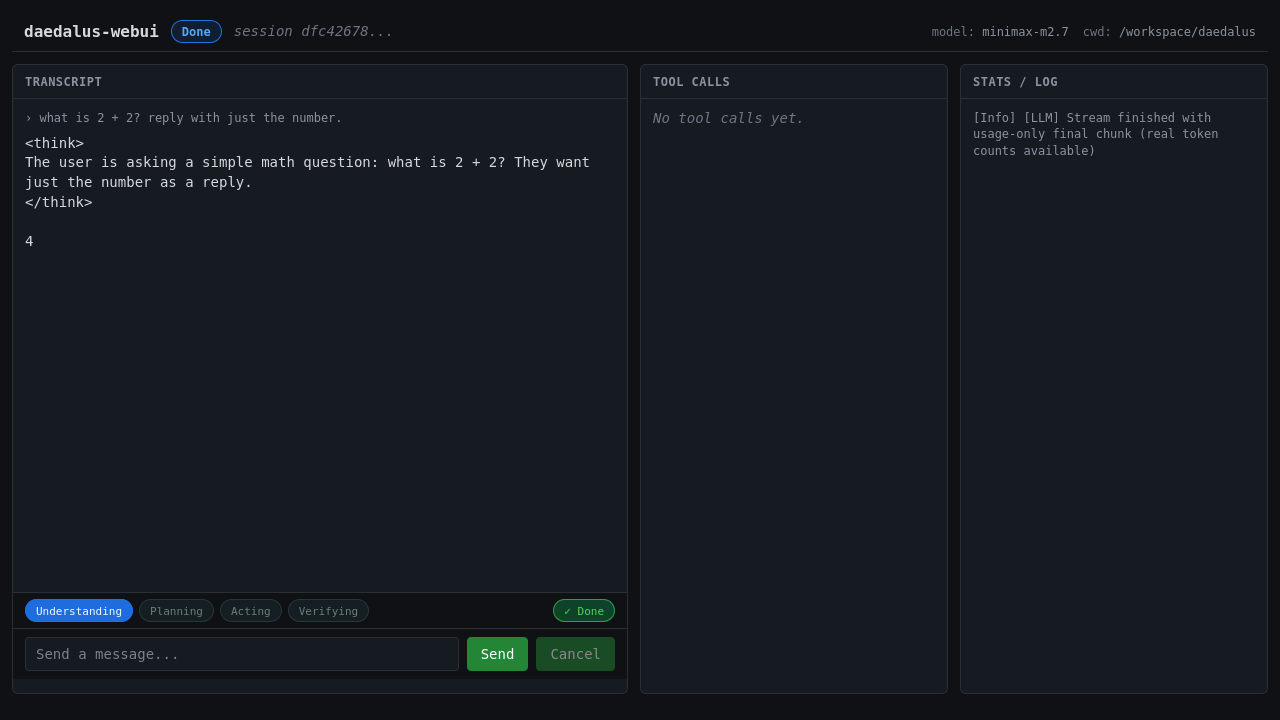 daedalus-webui Done session dfc42678... model: minimax-m2.7 cwd: /workspace/daedalus
TRANSCRIPT
› what is 2 + 2? reply with just the number.
<think>
The user is asking a simple math question: what is 2 + 2? They want
just the number as a reply.
</think>
4
Understanding Planning Acting Verifying ✓ Done
Send a message... Send Cancel
TOOL CALLS
No tool calls yet.
STATS / LOG
[Info] [LLM] Stream finished with
usage-only final chunk (real token
counts available)